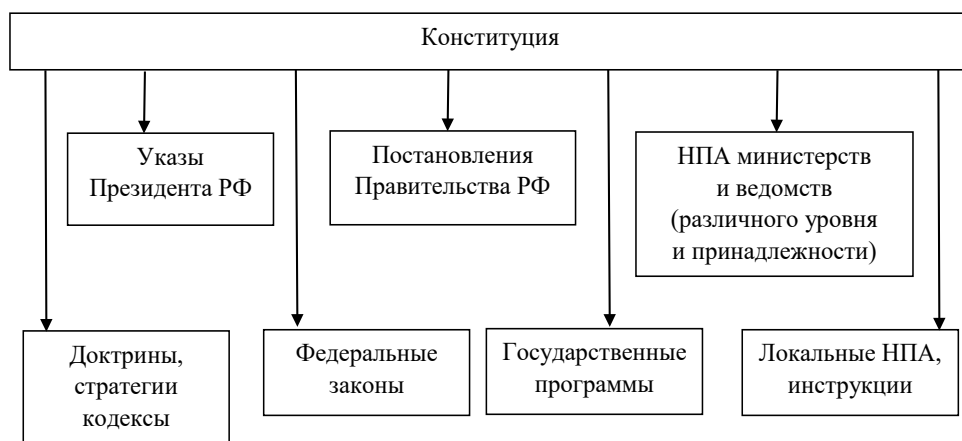 Конституция
Указы
Президента РФ
Постановления
Правительства РФ
НПА министерств
и ведомств
(различного уровня
и принадлежности)
Доктрины,
стратегии
кодексы
Федеральные
законы
Государственные
программы
Локальные НПА,
инструкции